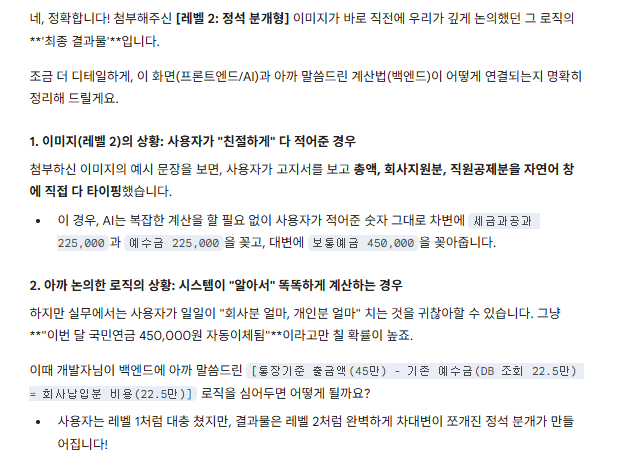 네, 정확합니다! 첨부해주신 [레벨 2: 정석 분개형] 이미지가 바로 직전에 우리가 깊게 논의했던 그 로직의
**'최종 결과물'**입니다.
조금 더 디테일하게, 이 화면(프론트엔드/AI)과 아까 말씀드린 계산법(백엔드)이 어떻게 연결되는지 명확히
정리해 드릴게요.
1. 이미지(레벨 2)의 상황: 사용자가 "친절하게" 다 적어준 경우
첨부하신 이미지의 예시 문장을 보면, 사용자가 고지서를 보고 총액, 회사지원분, 직원공제분을 자연어 창
에 직접 다 타이핑했습니다.
• 이 경우, AI는 복잡한 계산을 할 필요 없이 사용자가 적어준 숫자 그대로 차변에 세금과공과
225,000 과 예수금 225,000 을 꽂고, 대변에 보통예금 450,000 을 꽂아줍니다.
2. 아까 논의한 로직의 상황: 시스템이 "알아서" 똑똑하게 계산하는 경우
하지만 실무에서는 사용자가 일일이 "회사분 얼마, 개인분 얼마" 치는 것을 귀찮아할 수 있습니다. 그냥
**"이번 달 국민연금 450,000원 자동이체됨"**이라고만 칠 확률이 높죠.
이때 개발자님이 백엔드에 아까 말씀드린 [통장기준 출금액(45만) - 기존 예수금(DB 조회 22.5만)
= 회사납입분 비용(22.5만)] 로직을 심어두면 어떻게 될까요?
• 사용자는 레벨 1처럼 대충 쳤지만, 결과물은 레벨 2처럼 완벽하게 차대변이 쪼개진 정석 분개가 만들
어집니다!